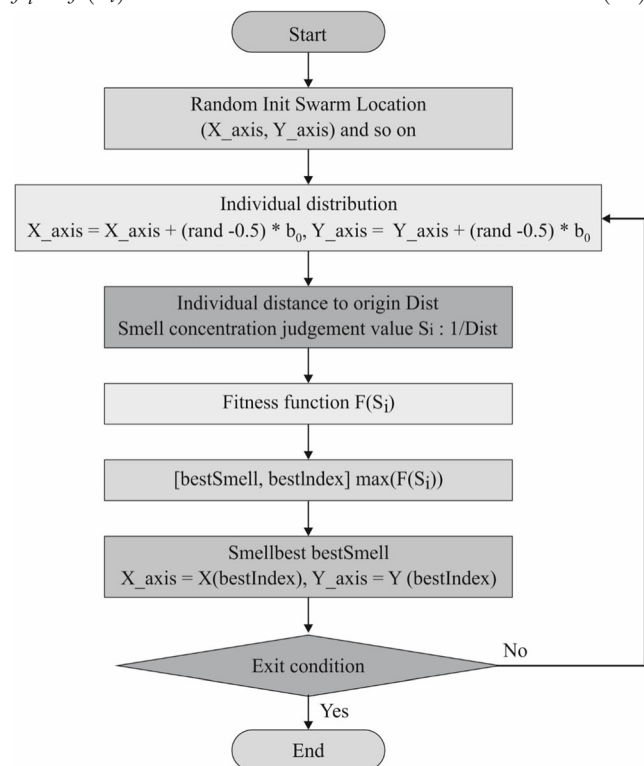 Start
Random Init Swarm Location
(X_axis, Y_axis) and so on
Individual distribution
X_axis = X_axis + (rand -0.5) * b₀, Y_axis = Y_axis + (rand -0.5) * b₀
Individual distance to origin Dist
Smell concentration judgement value Si : 1/Dist
Fitness function F(Sᵢ)
[bestSmell, bestIndex] max(F(Sᵢ))
Smellbest bestSmell
X_axis = X(bestIndex), Y_axis = Y (bestIndex)
Exit condition
No
Yes
End